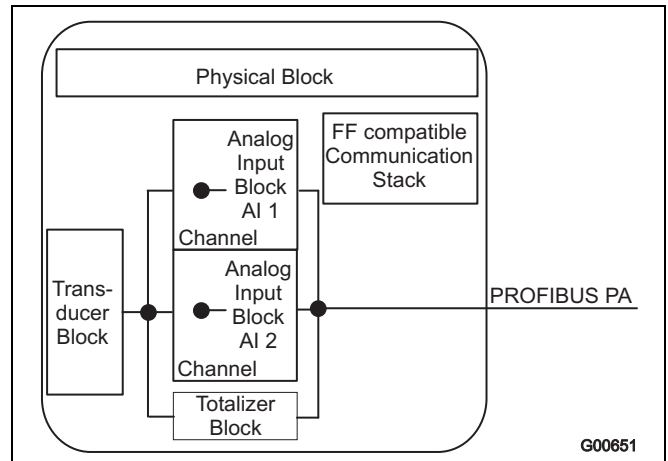 Physical Block
Analog
Input
Block
AI 1
Channel
FF compatible
Communication
Stack
Trans-
ducer
Block
Analog
Input
Block
AI 2
Channel
PROFIBUS PA
Totalizer
Block
G00651